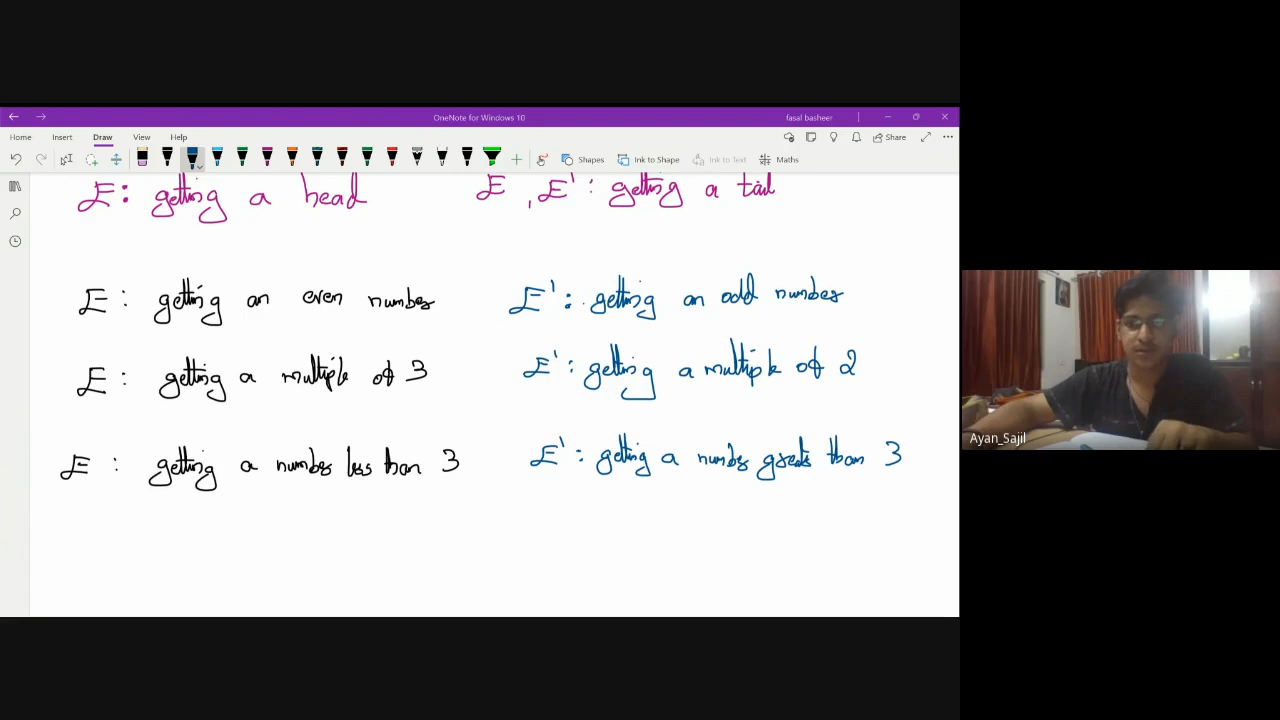 OneNote for Windows 10
fasal basheer
Home Insert Draw View Help
Share
Shapes Ink to Shape Ink to Text Maths
E: getting a head E , E': getting a tail
E : getting an even number E' : getting an odd number
E : getting a multiple of 3 E' : getting a multiple of 2
E : getting a number less than 3 E' : getting a number greater than 3
Ayan_Sajil